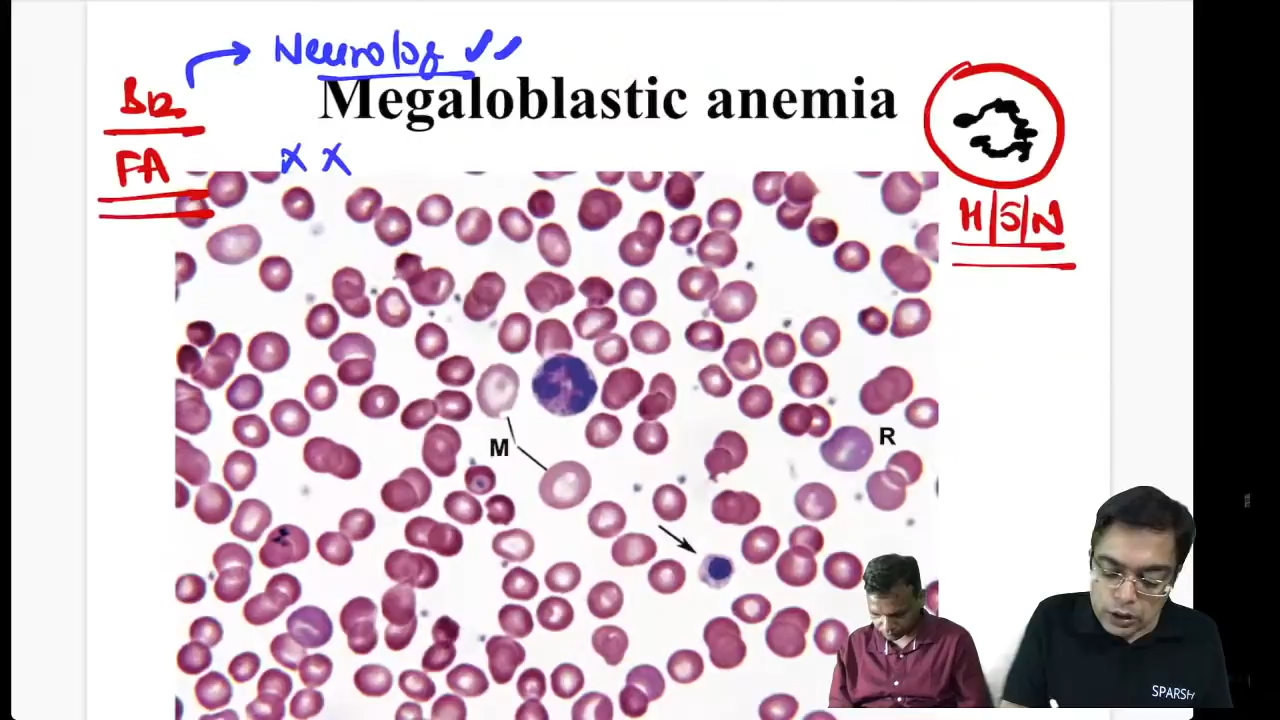 Neurolog
B12
Megaloblastic anemia
FA
X X
H|S|N
M
R
SPARSH